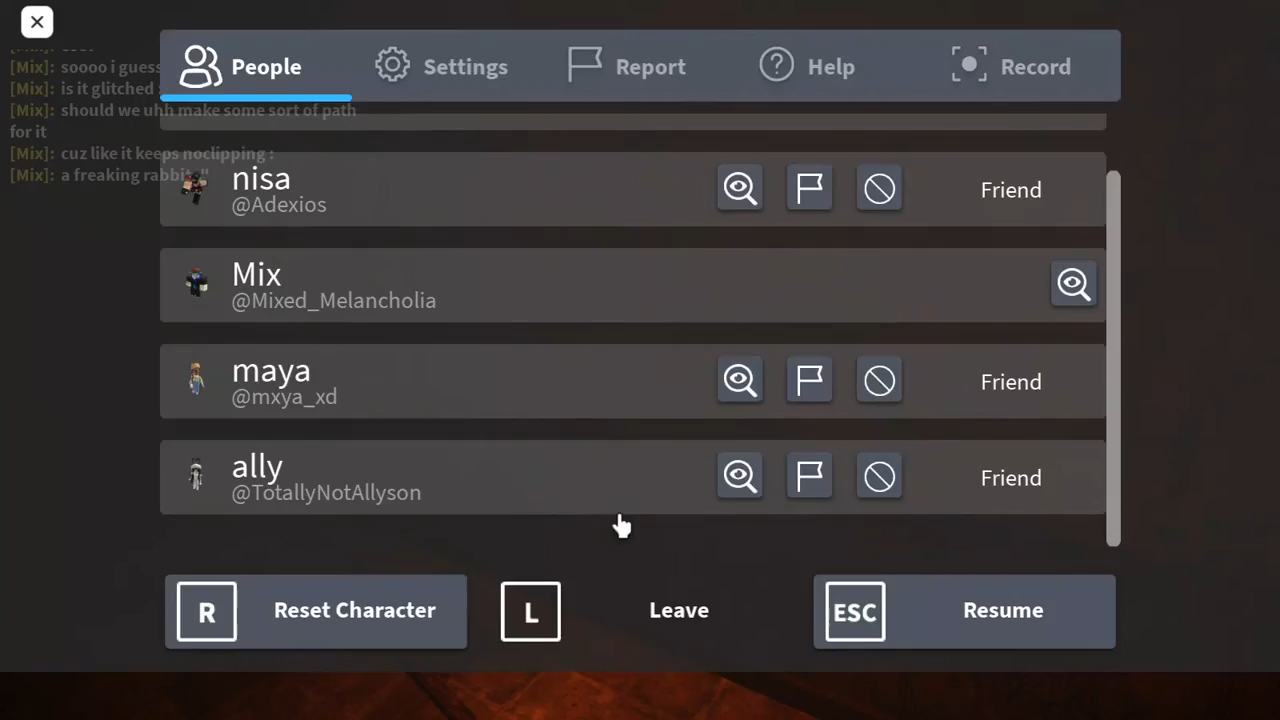 People
Settings
Report
Help
Record
[Mix]: soooo i guess
[Mix]: is it glitched :
[Mix]: should we uhh make some sort of path
for it
[Mix]: cuz like it keeps noclipping :
[Mix]: a freaking rabbit "
nisa
@Adexios
Friend
Mix
@Mixed_Melancholia
maya
@mxya_xd
Friend
ally
@TotallyNotAllyson
Friend
R Reset Character
L Leave
ESC Resume